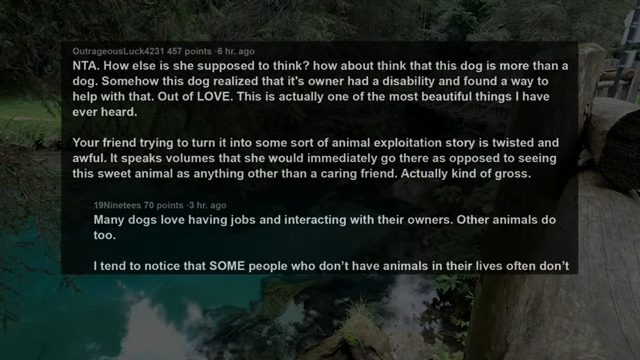 OutrageousLuck4231 457 points ·6 hr. ago
NTA. How else is she supposed to think? how about think that this dog is more than a
dog. Somehow this dog realized that it's owner had a disability and found a way to
help with that. Out of LOVE. This is actually one of the most beautiful things I have
ever heard.
Your friend trying to turn it into some sort of animal exploitation story is twisted and
awful. It speaks volumes that she would immediately go there as opposed to seeing
this sweet animal as anything other than a caring friend. Actually kind of gross.
19Ninetees 70 points ·3 hr. ago
Many dogs love having jobs and interacting with their owners. Other animals do
too.
I tend to notice that SOME people who don’t have animals in their lives often don’t